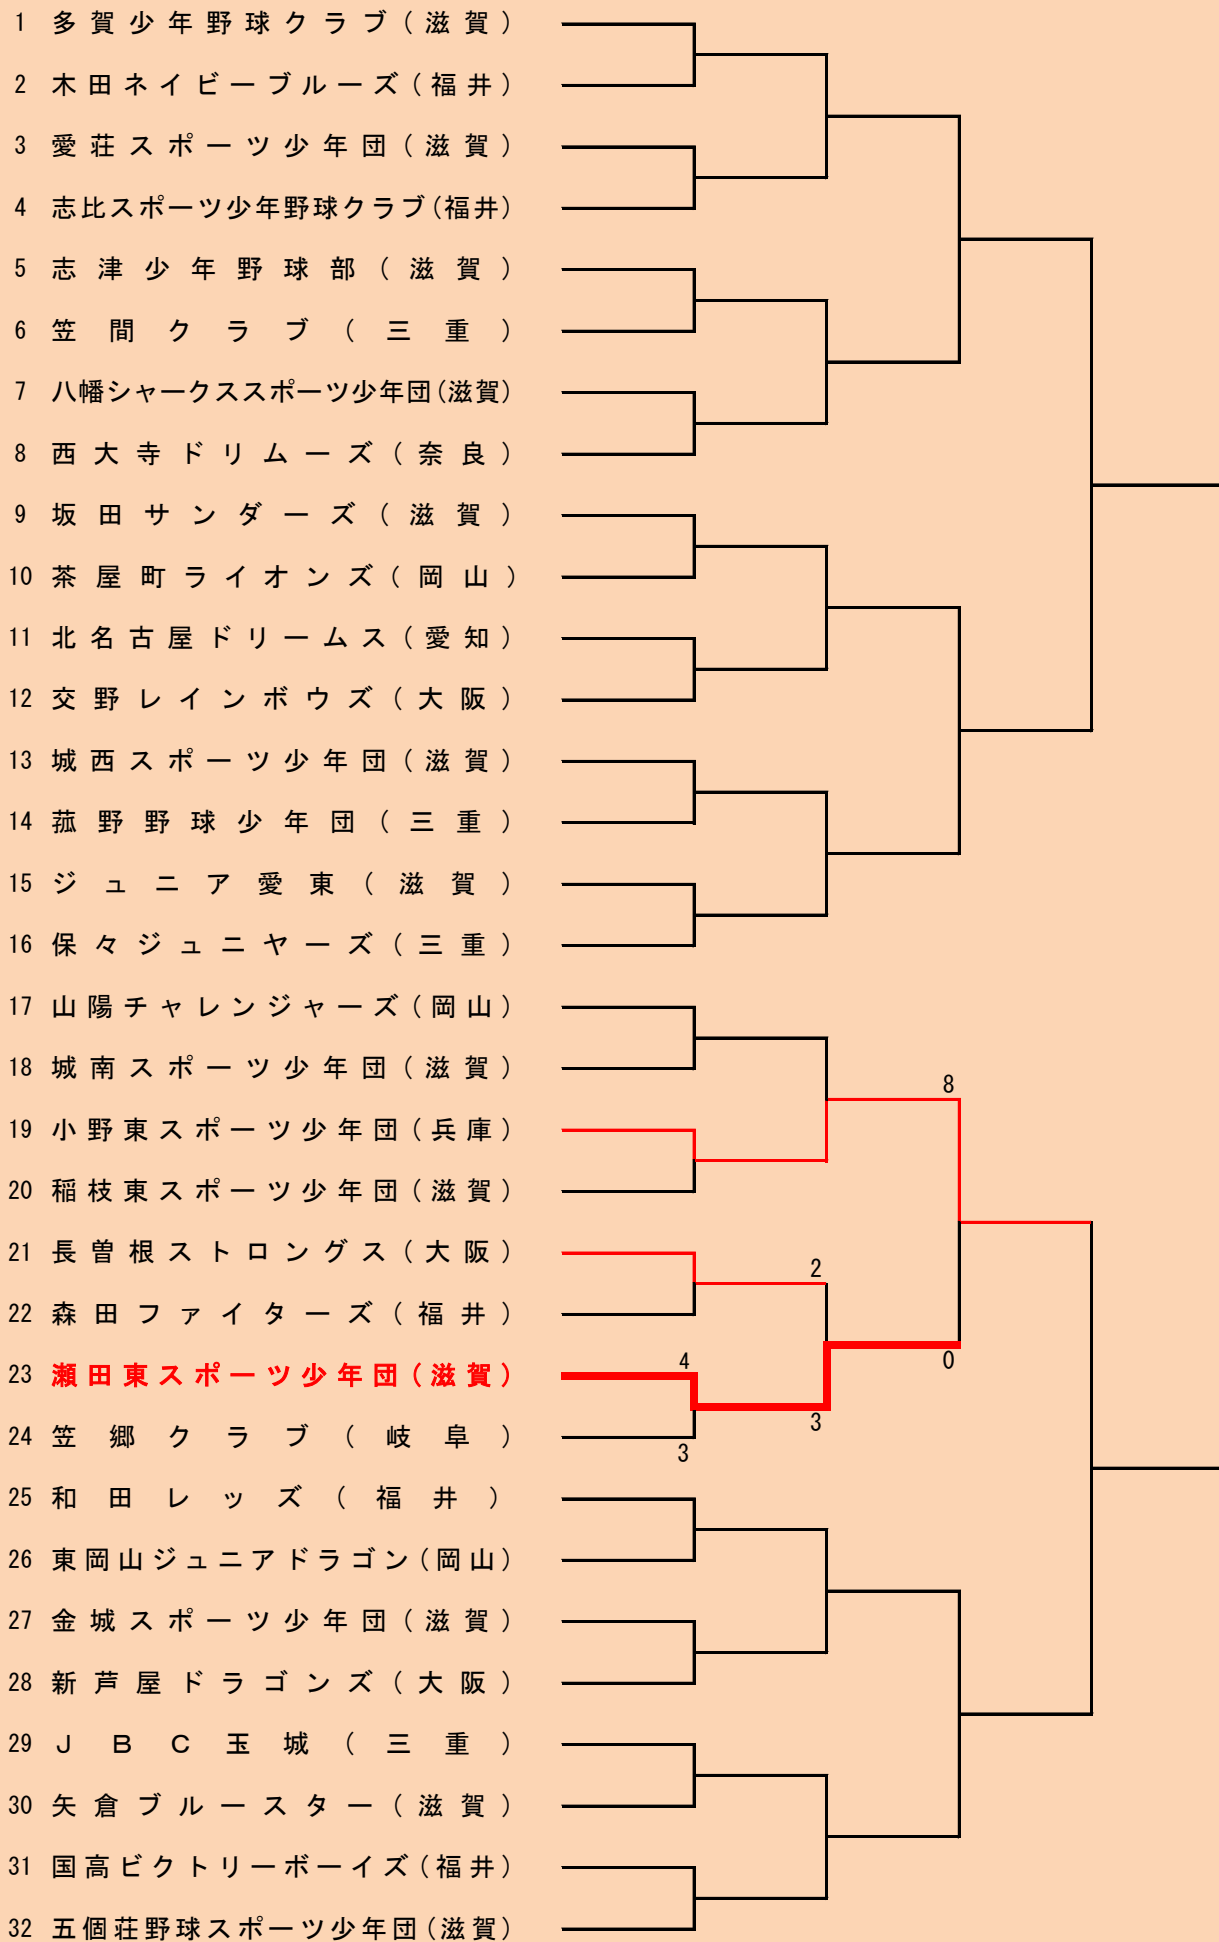 1 多賀少年野球クラブ(滋賀)
2 木田ネイビーブルーズ(福井)
3 愛荘スポーツ少年団(滋賀)
4 志比スポーツ少年野球クラブ(福井)
5 志津少年野球部(滋賀)
6 笠間クラブ(三重)
7 八幡シャークススポーツ少年団(滋賀)
8 西大寺ドリムーズ(奈良)
9 坂田サンダーズ(滋賀)
10 茶屋町ライオンズ(岡山)
11 北名古屋ドリームス(愛知)
12 交野レインボウズ(大阪)
13 城西スポーツ少年団(滋賀)
14 菰野野球少年団(三重)
15 ジュニア愛東(滋賀)
16 保々ジュニヤーズ(三重)
17 山陽チャレンジャーズ(岡山)
18 城南スポーツ少年団(滋賀)
8
19 小野東スポーツ少年団(兵庫)
20 稲枝東スポーツ少年団(滋賀)
21 長曽根ストロングス(大阪)
2
22 森田ファイターズ(福井)
4
0
23 瀬田東スポーツ少年団(滋賀)
3
24 笠郷クラブ(岐阜)
3
25 和田レッズ(福井)
26 東岡山ジュニアドラゴン(岡山)
27 金城スポーツ少年団(滋賀)
28 新芦屋ドラゴンズ(大阪)
29 JBC玉城(三重)
30 矢倉ブルースター(滋賀)
31 国高ビクトリーボーイズ(福井)
32 五個荘野球スポーツ少年団(滋賀)